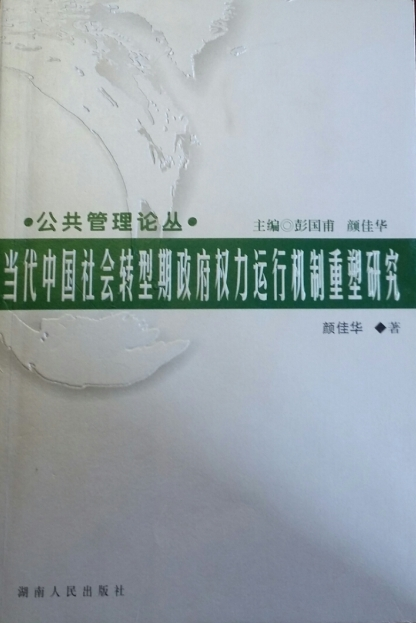 •公共管理论丛•
主编◎彭国甫 颜佳华
当代中国社会转型期政府权力运行机制重塑研究
颜佳华 ◆著
湖南人民出版社